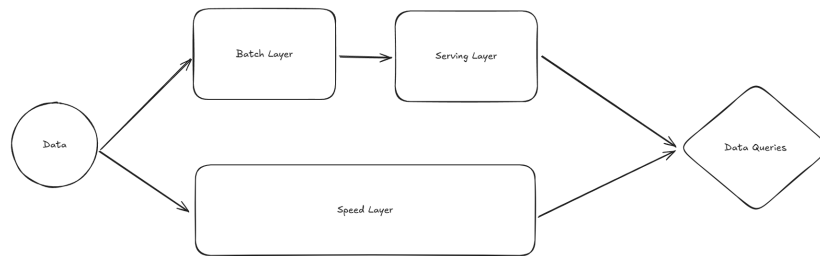 Batch Layer
Serving Layer
Data
Data Queries
Speed Layer